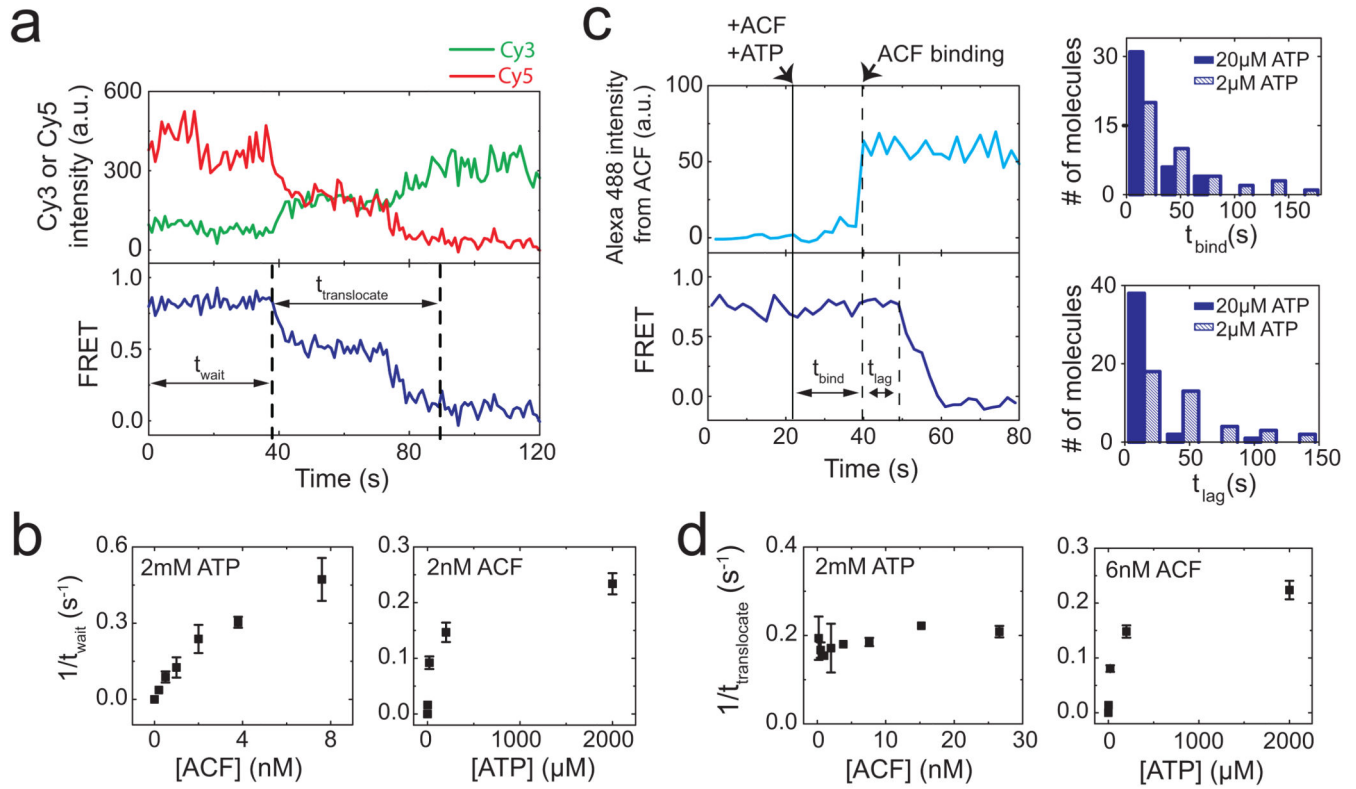 a
Cy3
Cy5
Cy3 or Cy5
intensity (a.u.)
600
300
0
FRET
1.0
0.5
0.0
t_translocate
t_wait
0
40
80
120
Time (s)
b
1/t_wait (s⁻¹)
0.6
0.3
0.0
2mM ATP
0
4
8
[ACF] (nM)
0.3
0.2
0.1
0.0
2nM ACF
0
1000
2000
[ATP] (µM)
c
+ACF
+ATP
ACF binding
Alexa 488 intensity
from ACF (a.u.)
100
50
0
FRET
1.0
0.5
0.0
t_bind
t_lag
0
20
40
60
80
Time (s)
# of molecules
30
15
0
20µM ATP
2µM ATP
0
50
100
150
t_bind(s)
# of molecules
40
20
0
20µM ATP
2µM ATP
0
50
100
150
t_lag(s)
d
1/t_translocate (s⁻¹)
0.4
0.2
0.0
2mM ATP
0
10
20
30
[ACF] (nM)
0.3
0.2
0.1
0.0
6nM ACF
0
1000
2000
[ATP] (µM)